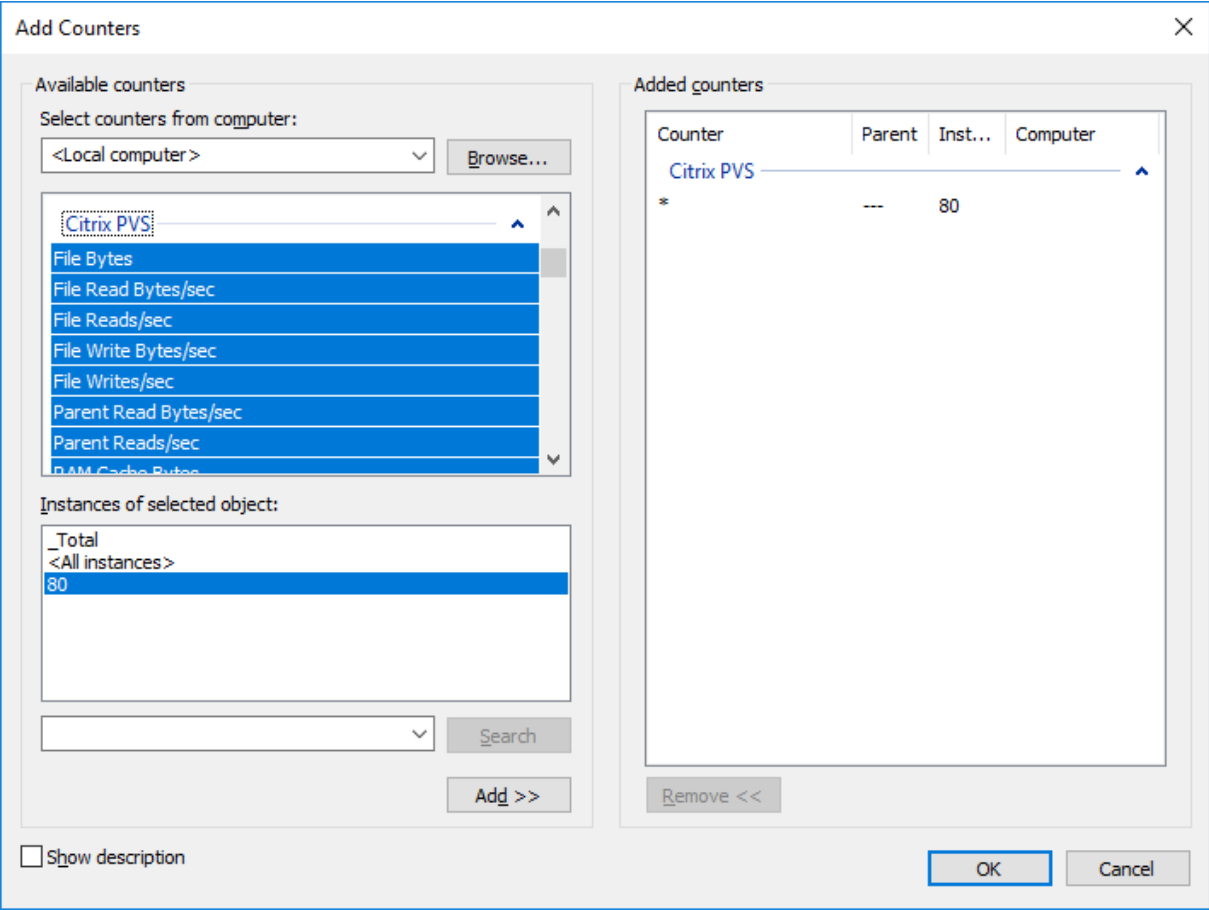 Add Counters
Available counters
Select counters from computer:
<Local computer>
Browse...
Citrix PVS
File Bytes
File Read Bytes/sec
File Reads/sec
File Write Bytes/sec
File Writes/sec
Parent Read Bytes/sec
Parent Reads/sec
RAM Cache Bytes
Instances of selected object:
_Total
<All instances>
80
Search
Add >>
Show description
Added counters
Counter Parent Inst... Computer
Citrix PVS
* --- 80
Remove <<
OK Cancel